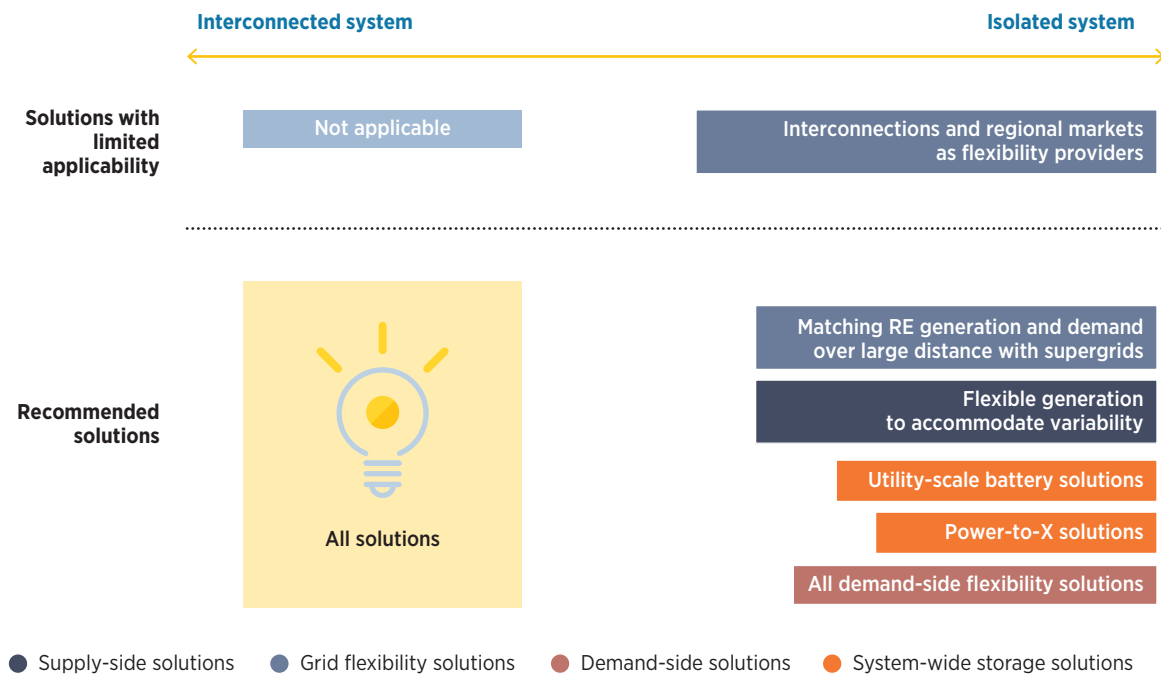 Interconnected system
Isolated system
Solutions with
limited
applicability
Not applicable
Interconnections and regional markets
as flexibility providers
Recommended
solutions
All solutions
Matching RE generation and demand
over large distance with supergrids
Flexible generation
to accommodate variability
Utility-scale battery solutions
Power-to-X solutions
All demand-side flexibility solutions
Supply-side solutions
Grid flexibility solutions
Demand-side solutions
System-wide storage solutions